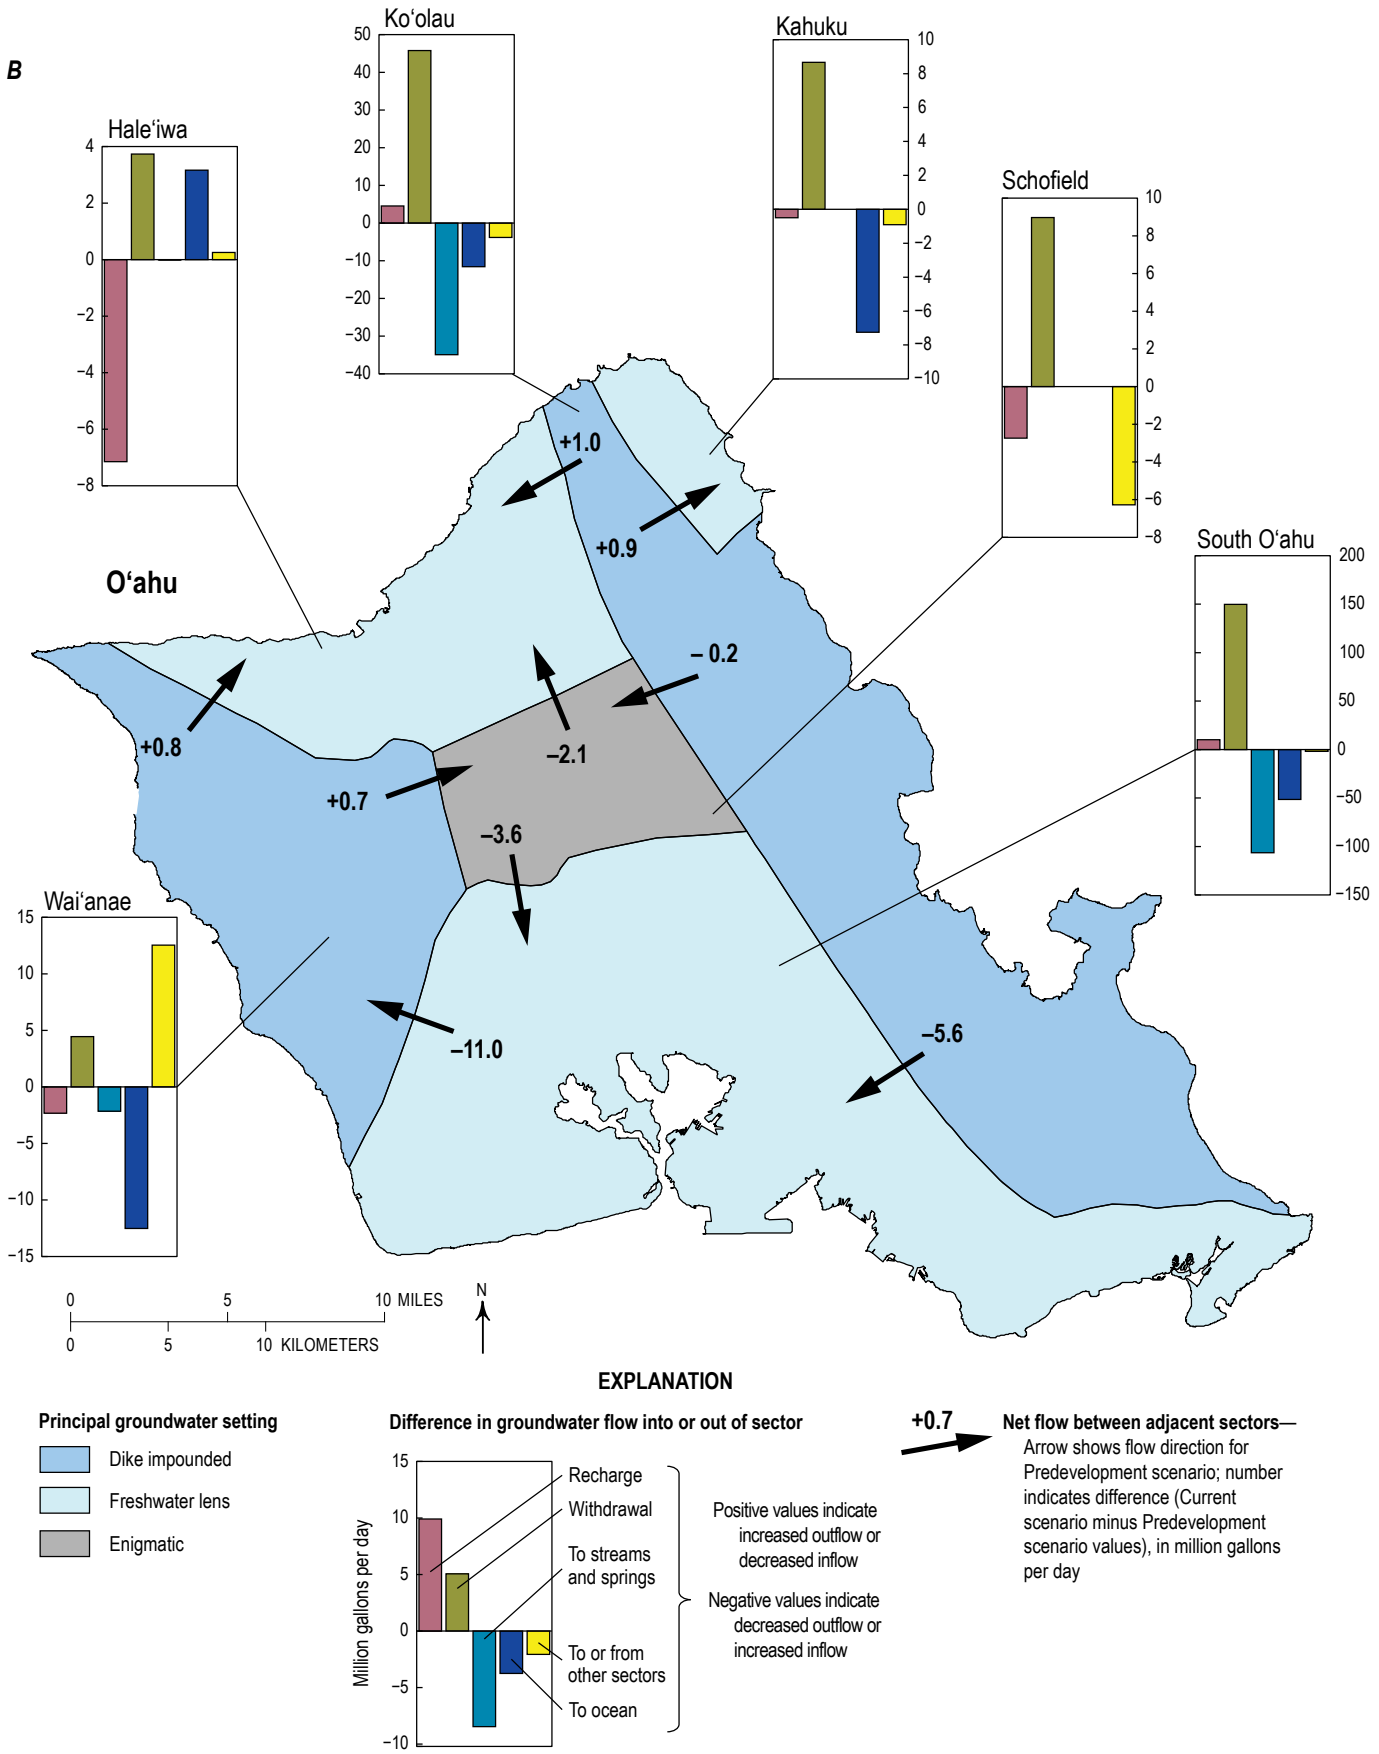 B
Hale‘iwa
4
2
0
−2
−4
−6
−8
Ko‘olau
50
40
30
20
10
0
−10
−20
−30
−40
Kahuku
10
8
6
4
2
0
−2
−4
−6
−8
−10
Schofield
10
8
6
4
2
0
−2
−4
−6
−8
South O‘ahu
200
150
100
50
0
−50
−100
−150
Wai‘anae
15
10
5
0
−5
−10
−15
O‘ahu
+1.0
+0.9
– 0.2
+0.8
–2.1
+0.7
–3.6
–11.0
–5.6
0 5 10 MILES
0 5 10 KILOMETERS
N
EXPLANATION
Principal groundwater setting
Dike impounded
Freshwater lens
Enigmatic
Difference in groundwater flow into or out of sector
Million gallons per day
15
10
5
0
−5
−10
Recharge
Withdrawal
To streams
and springs
To or from
other sectors
To ocean
Positive values indicate
increased outflow or
decreased inflow
Negative values indicate
decreased outflow or
increased inflow
+0.7
Net flow between adjacent sectors—
Arrow shows flow direction for
Predevelopment scenario; number
indicates difference (Current
scenario minus Predevelopment
scenario values), in million gallons
per day